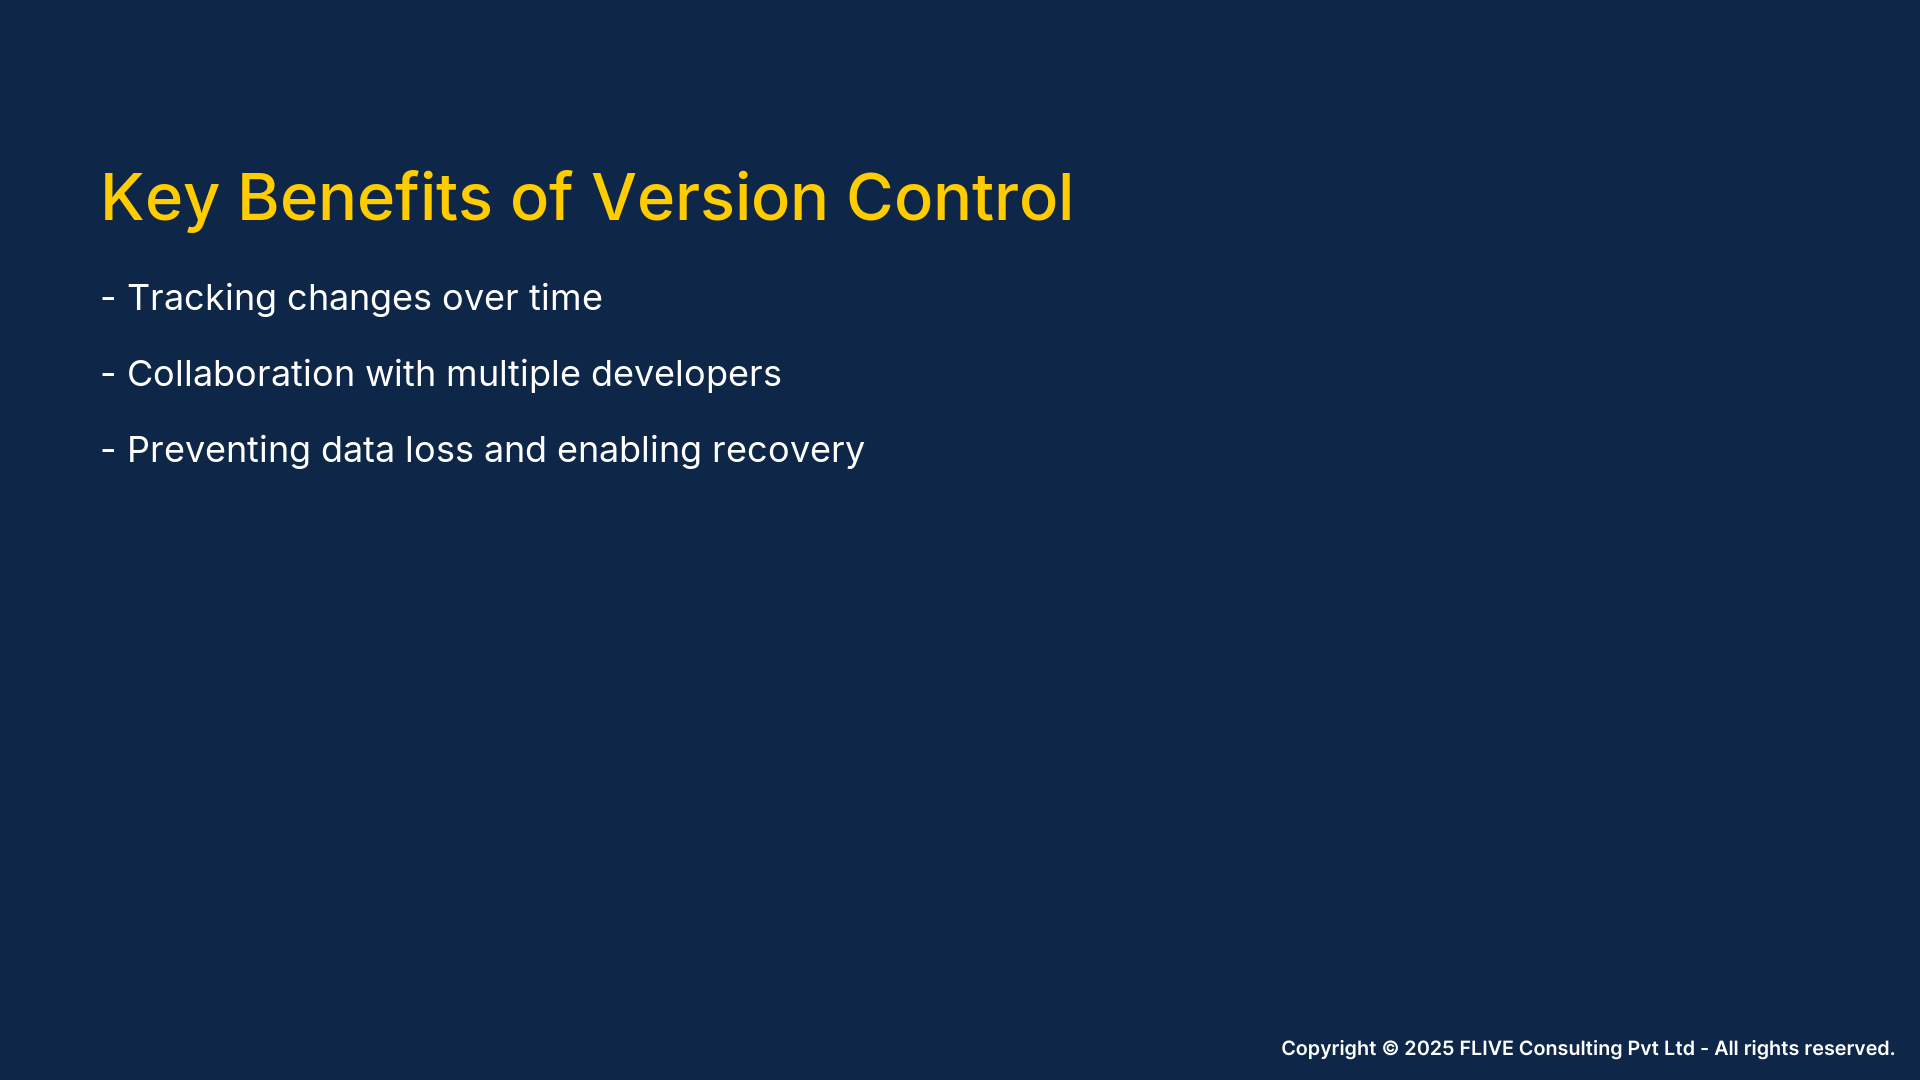 Key Benefits of Version Control
- Tracking changes over time
- Collaboration with multiple developers
- Preventing data loss and enabling recovery
Copyright © 2025 FLIVE Consulting Pvt Ltd - All rights reserved.